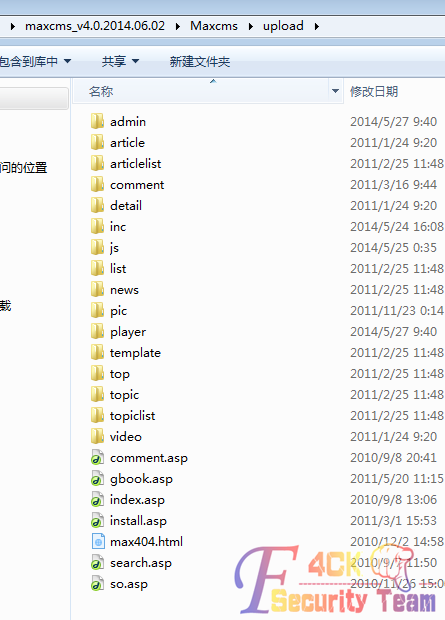 maxcms_v4.0.2014.06.02 ▸ Maxcms ▸ upload ▸
包含到库中 共享 新建文件夹
名称 修改日期
admin 2014/5/27 9:40
article 2011/1/24 9:20
articlelist 2011/2/25 11:48
comment 2011/3/16 9:44
detail 2011/1/24 9:20
问的位置
inc 2014/5/24 16:08
js 2014/5/25 0:35
list 2011/2/25 11:48
news 2011/2/25 11:48
载
pic 2011/11/23 0:14
player 2014/5/27 9:40
template 2011/2/25 11:48
top 2011/2/25 11:48
topic 2011/2/25 11:48
topiclist 2011/2/25 11:48
video 2011/1/24 9:20
comment.asp 2010/9/8 20:41
gbook.asp 2011/5/20 11:15
index.asp 2010/9/8 13:06
install.asp 2011/3/1 15:53
max404.html 2010/12/2 14:58
search.asp 2010/9/7 11:50
so.asp 2010/11/26 15:00
F4CK
Security Team